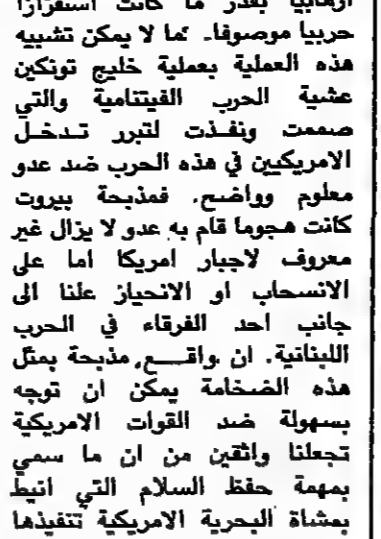 ارهابيا بقدر ما كانت استفزازا
حربيا موصوفا. كما لا يمكن تشبيه
هذه العملية بعملية خليج تونكين
عشية الحرب الفيتنامية والتي
صممت ونفذت لتبرر تدخل
الامريكيين في هذه الحرب ضد عدو
معلوم وواضح. فمذبحة بيروت
كانت هجوما قام به عدو لا يزال غير
معروف لاجبار امريكا اما على
الانسحاب او الانحياز علنا الى
جانب احد الفرقاء في الحرب
اللبنانية. ان واقع مذبحة بمثل
هذه الضخامة يمكن ان توجه
بسهولة ضد القوات الامريكية
تجعلنا واثقين من ان ما سمي
بمهمة حفظ السلام التي انيط
بمشاة البحرية الامريكية تنفيذها